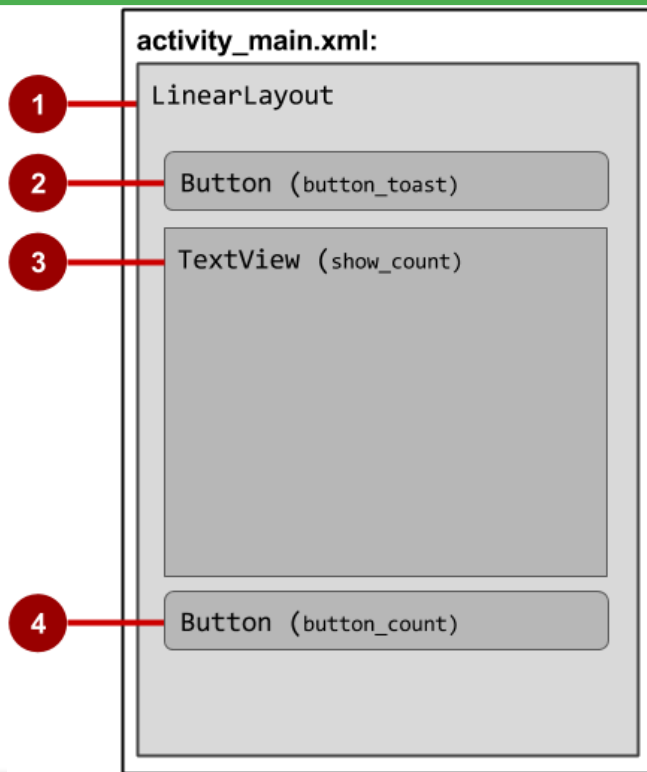 activity_main.xml:
1
LinearLayout
2
Button (button_toast)
3
TextView (show_count)
4
Button (button_count)